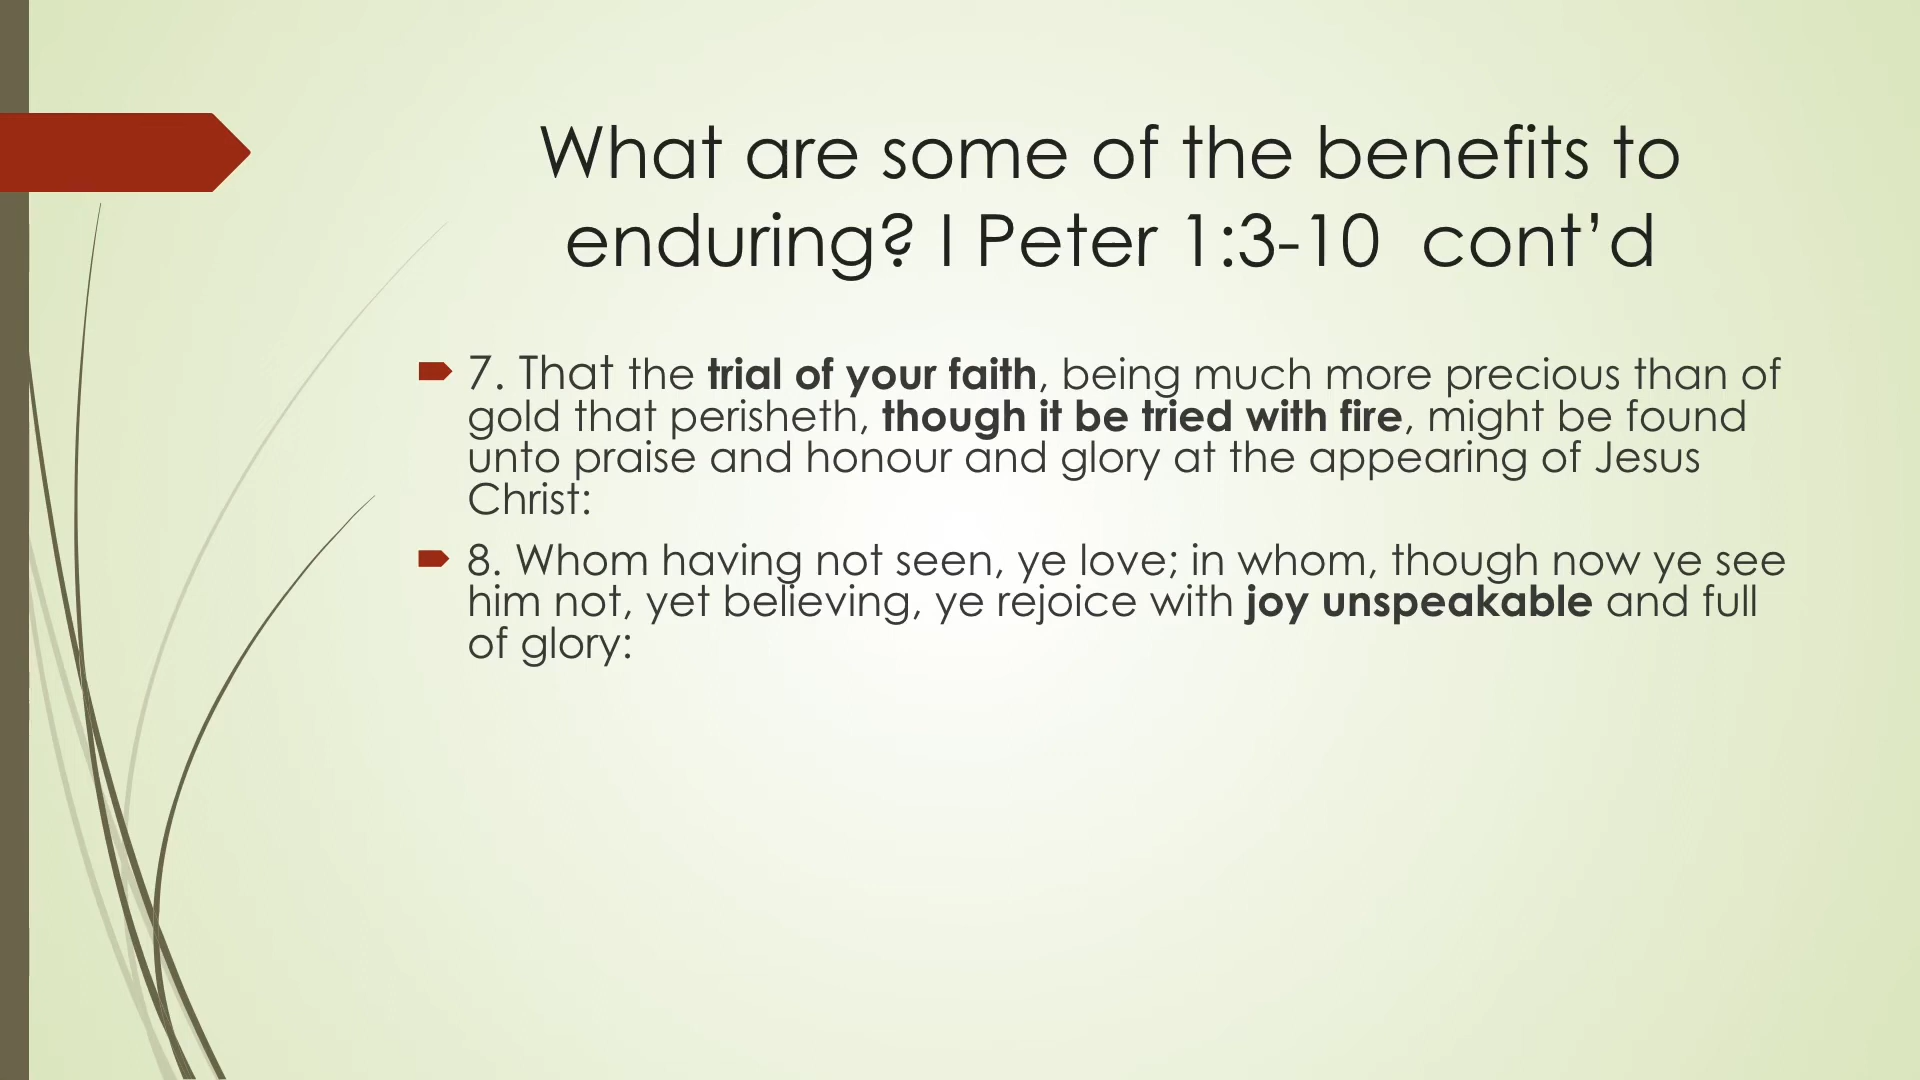 What are some of the benefits to
enduring? I Peter 1:3-10  cont’d
7. That the trial of your faith, being much more precious than of
gold that perisheth, though it be tried with fire, might be found
unto praise and honour and glory at the appearing of Jesus
Christ:
8. Whom having not seen, ye love; in whom, though now ye see
him not, yet believing, ye rejoice with joy unspeakable and full
of glory: